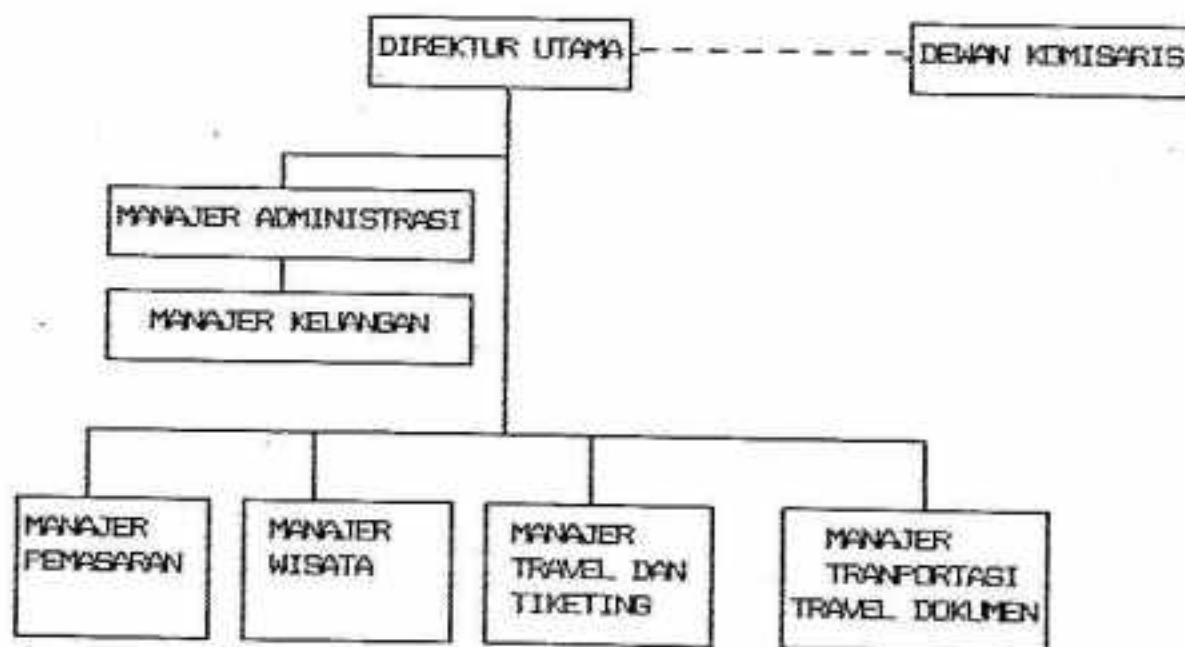 DIREKTUR UTAMA
DEWAN KOMISARIS
MANAJER ADMINISTRASI
MANAJER KEUANGAN
MANAJER
PEMASARAN
MANAJER
WISATA
MANAJER
TRAVEL DAN
TIKETING
MANAJER
TRANPORTASI
TRAVEL DOKUMEN